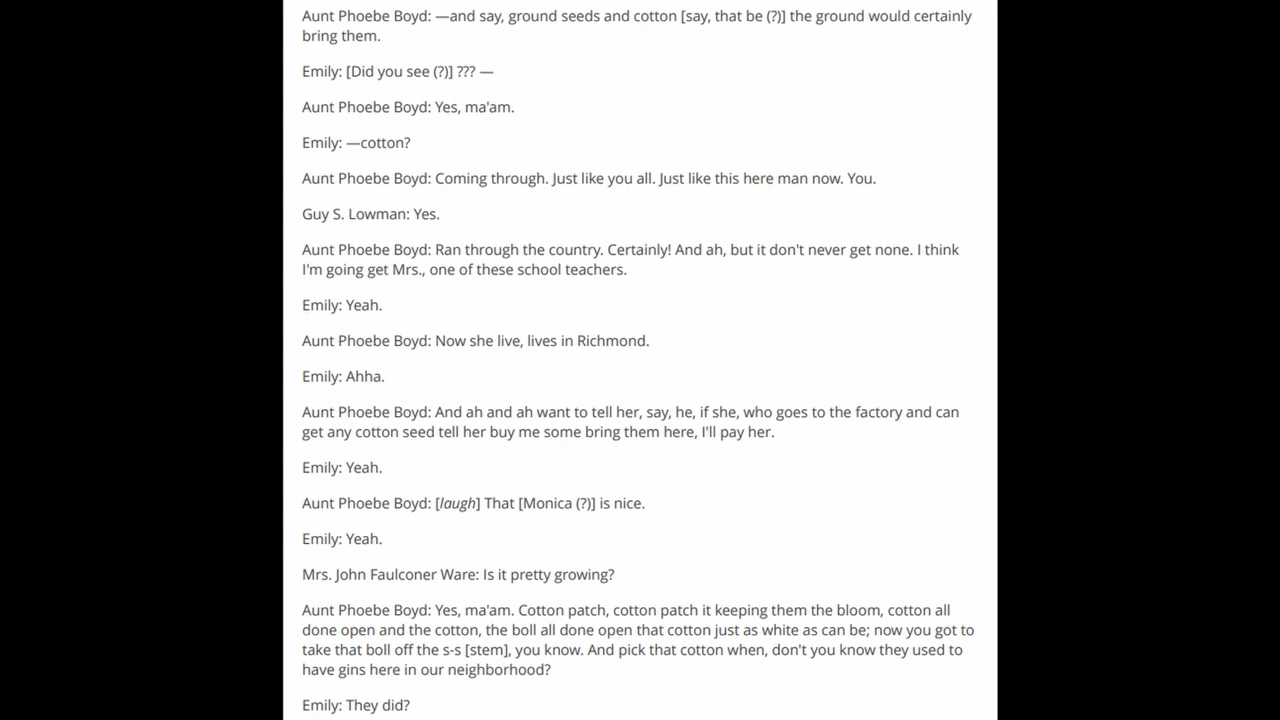 Aunt Phoebe Boyd: —and say, ground seeds and cotton [say, that be (?)] the ground would certainly
bring them.
Emily: [Did you see (?)] ??? —
Aunt Phoebe Boyd: Yes, ma'am.
Emily: —cotton?
Aunt Phoebe Boyd: Coming through. Just like you all. Just like this here man now. You.
Guy S. Lowman: Yes.
Aunt Phoebe Boyd: Ran through the country. Certainly! And ah, but it don't never get none. I think
I'm going get Mrs., one of these school teachers.
Emily: Yeah.
Aunt Phoebe Boyd: Now she live, lives in Richmond.
Emily: Ahha.
Aunt Phoebe Boyd: And ah and ah want to tell her, say, he, if she, who goes to the factory and can
get any cotton seed tell her buy me some bring them here, I'll pay her.
Emily: Yeah.
Aunt Phoebe Boyd: [laugh] That [Monica (?)] is nice.
Emily: Yeah.
Mrs. John Faulconer Ware: Is it pretty growing?
Aunt Phoebe Boyd: Yes, ma'am. Cotton patch, cotton patch it keeping them the bloom, cotton all
done open and the cotton, the boll all done open that cotton just as white as can be; now you got to
take that boll off the s-s [stem], you know. And pick that cotton when, don't you know they used to
have gins here in our neighborhood?
Emily: They did?